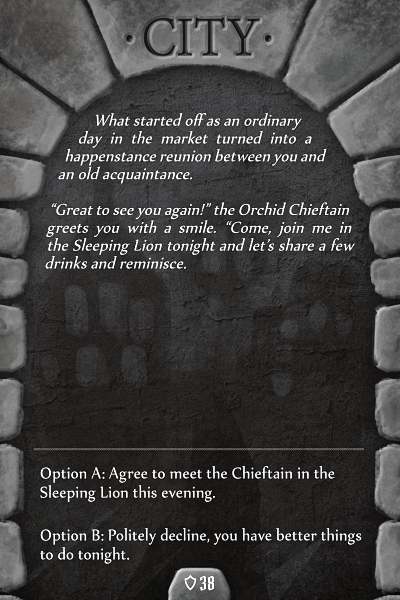 · CITY ·
What started off as an ordinary
day in the market turned into a
happenstance reunion between you and
an old acquaintance.
“Great to see you again!” the Orchid Chieftain
greets you with a smile. “Come, join me in
the Sleeping Lion tonight and let’s share a few
drinks and reminisce.
Option A: Agree to meet the Chieftain in the
Sleeping Lion this evening.
Option B: Politely decline, you have better things
to do tonight.
38